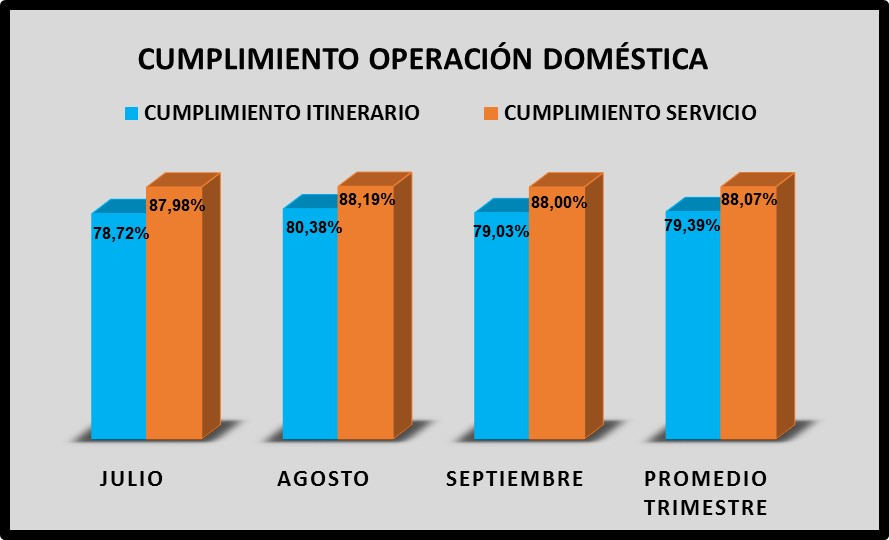 CUMPLIMIENTO OPERACIÓN DOMÉSTICA
CUMPLIMIENTO ITINERARIO
CUMPLIMIENTO SERVICIO
78,72%
87,98%
80,38%
88,19%
79,03%
88,00%
79,39%
88,07%
JULIO
AGOSTO
SEPTIEMBRE
PROMEDIO
TRIMESTRE